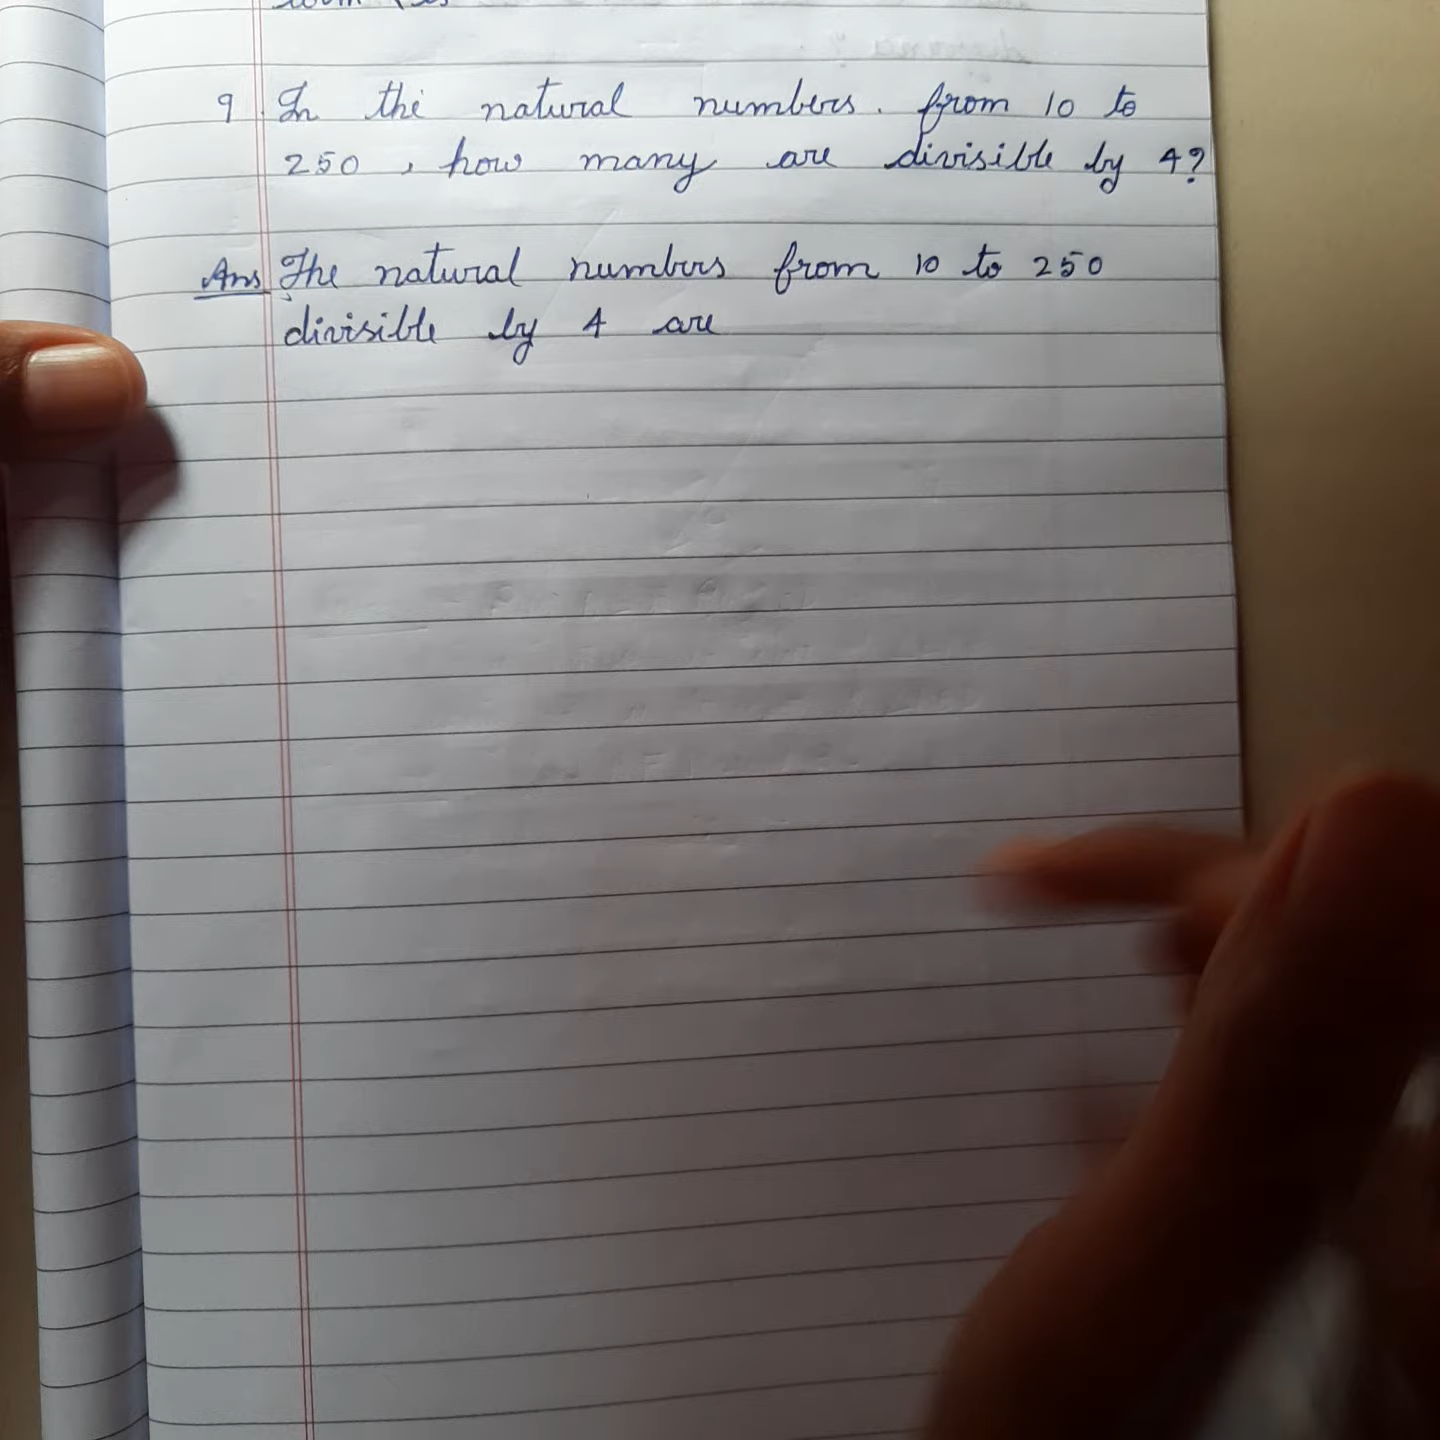 9. In the natural numbers. from 10 to
250, how many are divisible by 4?
Ans The natural numbers from 10 to 250
divisible by 4 are